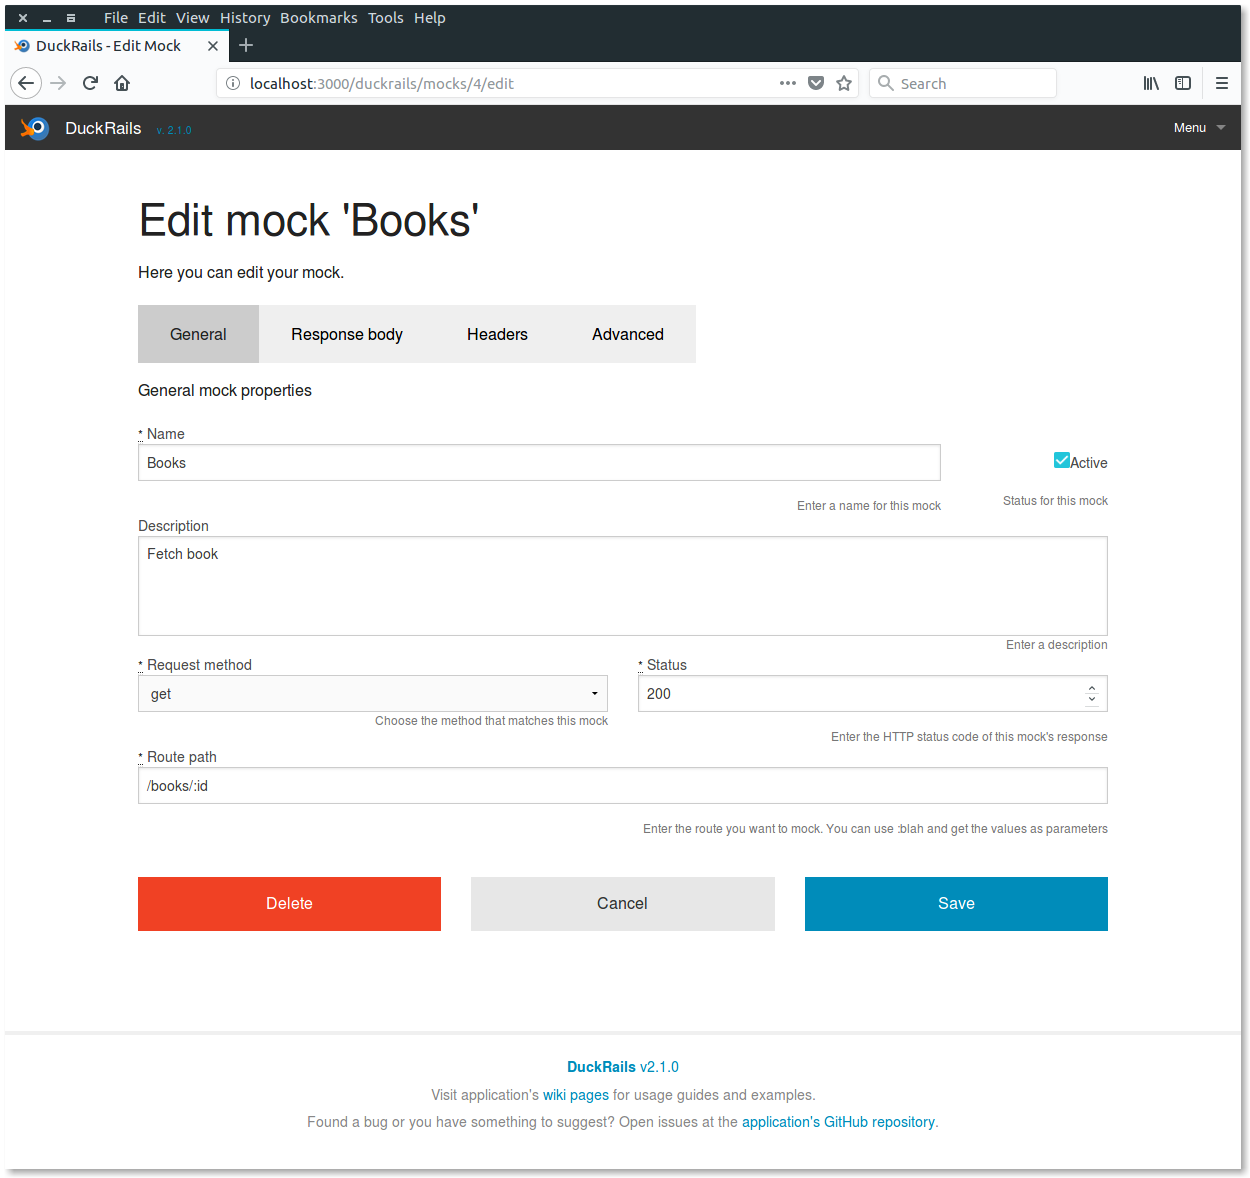 File Edit View History Bookmarks Tools Help
DuckRails - Edit Mock
localhost:3000/duckrails/mocks/4/edit
Search
DuckRails v. 2.1.0
Menu
Edit mock 'Books'
Here you can edit your mock.
General Response body Headers Advanced
General mock properties
* Name
Books
Active
Enter a name for this mock
Status for this mock
Description
Fetch book
Enter a description
* Request method
* Status
get
200
Choose the method that matches this mock
Enter the HTTP status code of this mock's response
* Route path
/books/:id
Enter the route you want to mock. You can use :blah and get the values as parameters
Delete Cancel Save
DuckRails v2.1.0
Visit application's wiki pages for usage guides and examples.
Found a bug or you have something to suggest? Open issues at the application's GitHub repository.